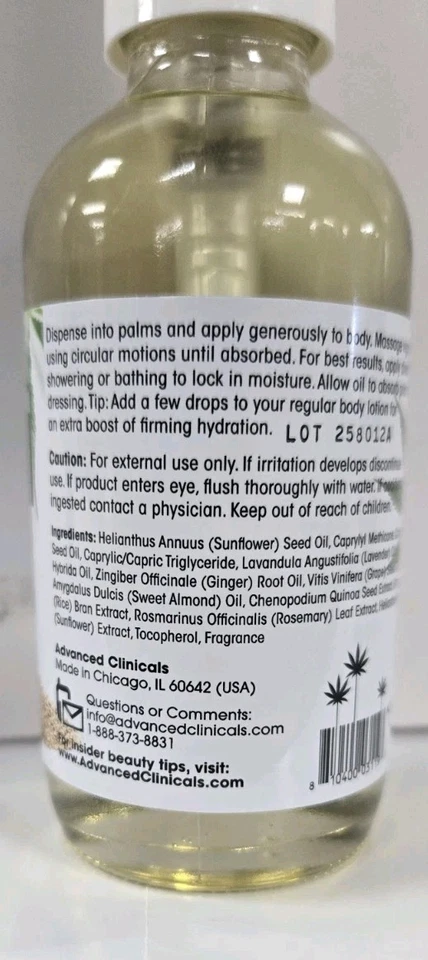 Dispense into palms and apply generously to body. Massage
using circular motions until absorbed. For best results, apply
showering or bathing to lock in moisture. Allow oil to absorb
dressing. Tip: Add a few drops to your regular body lotion
an extra boost of firming hydration. LOT 258012A
Caution: For external use only. If irritation develops
use. If product enters eye, flush thoroughly with water. If
ingested contact a physician. Keep out of reach of children
Ingredients: Helianthus Annuus (Sunflower) Seed Oil, Caprylyl
Seed Oil, Caprylic/Capric Triglyceride, Lavandula Angustifolia (Lavender)
Hybrida Oil, Zingiber Officinale (Ginger) Root Oil, Vitis Vinifera
Amygdalus Dulcis (Sweet Almond) Oil, Chenopodium Quinoa Seed
(Rice) Bran Extract, Rosmarinus Officinalis (Rosemary) Leaf Extract,
(Sunflower) Extract, Tocopherol, Fragrance
Advanced Clinicals
Made in Chicago, IL 60642 (USA)
Questions or Comments:
info@advancedclinicals.com
1-888-373-8831
For insider beauty tips, visit:
www.AdvancedClinicals.com
8